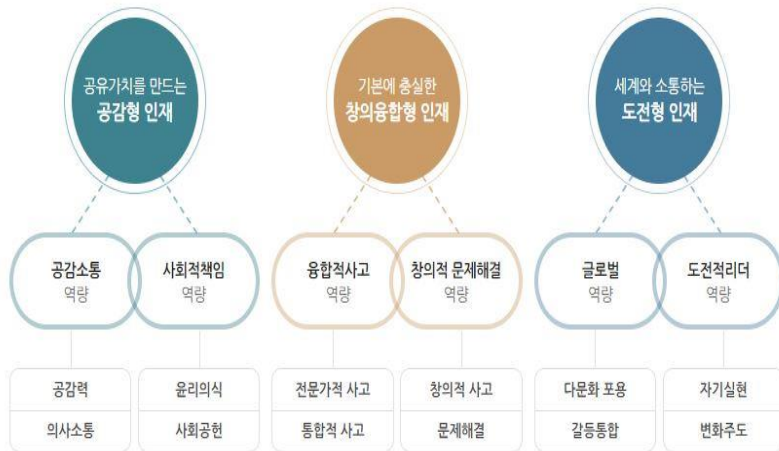 공유가치를 만드는
공감형 인재
기본에 충실한
창의융합형 인재
세계와 소통하는
도전형 인재
공감소통
역량
사회적책임
역량
융합적사고
역량
창의적 문제해결
역량
글로벌
역량
도전적리더
역량
공감력
의사소통
윤리의식
사회공헌
전문가적 사고
통합적 사고
창의적 사고
문제해결
다문화 포용
갈등통합
자기실현
변화주도